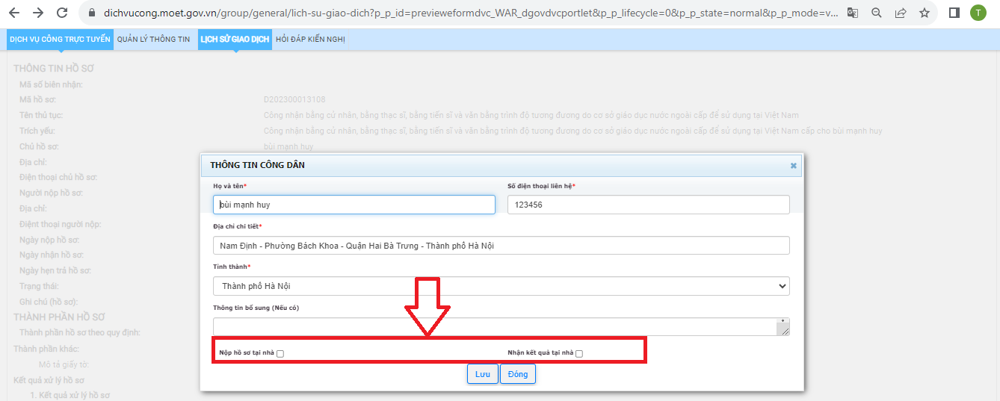 dichvucong.moet.gov.vn/group/general/lich-su-giao-dich?p_p_id=previeweformdvc_WAR_dgovdvcportlet&p_p_lifecycle=0&p_p_state=normal&p_p_mode=v...
T
DỊCH VỤ CÔNG TRỰC TUYẾN QUẢN LÝ THÔNG TIN LỊCH SỬ GIAO DỊCH HỎI ĐÁP KIẾN NGHỊ
THÔNG TIN HỒ SƠ
Mã số biên nhận:
Mã hồ sơ: D202300013108
Tên thủ tục: Công nhận bằng cử nhân, bằng thạc sĩ, bằng tiến sĩ và văn bằng trình độ tương đương do cơ sở giáo dục nước ngoài cấp để sử dụng tại Việt Nam
Trích yếu: Công nhận bằng cử nhân, bằng thạc sĩ, bằng tiến sĩ và văn bằng trình độ tương đương do cơ sở giáo dục nước ngoài cấp để sử dụng tại Việt Nam cấp cho bùi mạnh huy
Chủ hồ sơ: bùi mạnh huy
Địa chỉ:
Điện thoại chủ hồ sơ:
Người nộp hồ sơ:
Địa chỉ:
Điện thoại người nộp:
Ngày nộp hồ sơ:
Ngày nhận hồ sơ:
Ngày hẹn trả hồ sơ:
Trạng thái:
Ghi chú (hồ sơ):
THÀNH PHẦN HỒ SƠ
Thành phần hồ sơ theo quy định:
Thành phần khác:
Mô tả giấy tờ:
Kết quả xử lý hồ sơ
1. Kết quả xử lý hồ sơ
THÔNG TIN CÔNG DÂN
Họ và tên* Số điện thoại liên hệ*
bùi mạnh huy 123456
Địa chỉ chi tiết*
Nam Định - Phường Bách Khoa - Quận Hai Bà Trưng - Thành phố Hà Nội
Tỉnh thành*
Thành phố Hà Nội
Thông tin bổ sung (Nếu có)
Nộp hồ sơ tại nhà Nhận kết quả tại nhà
Lưu Đóng